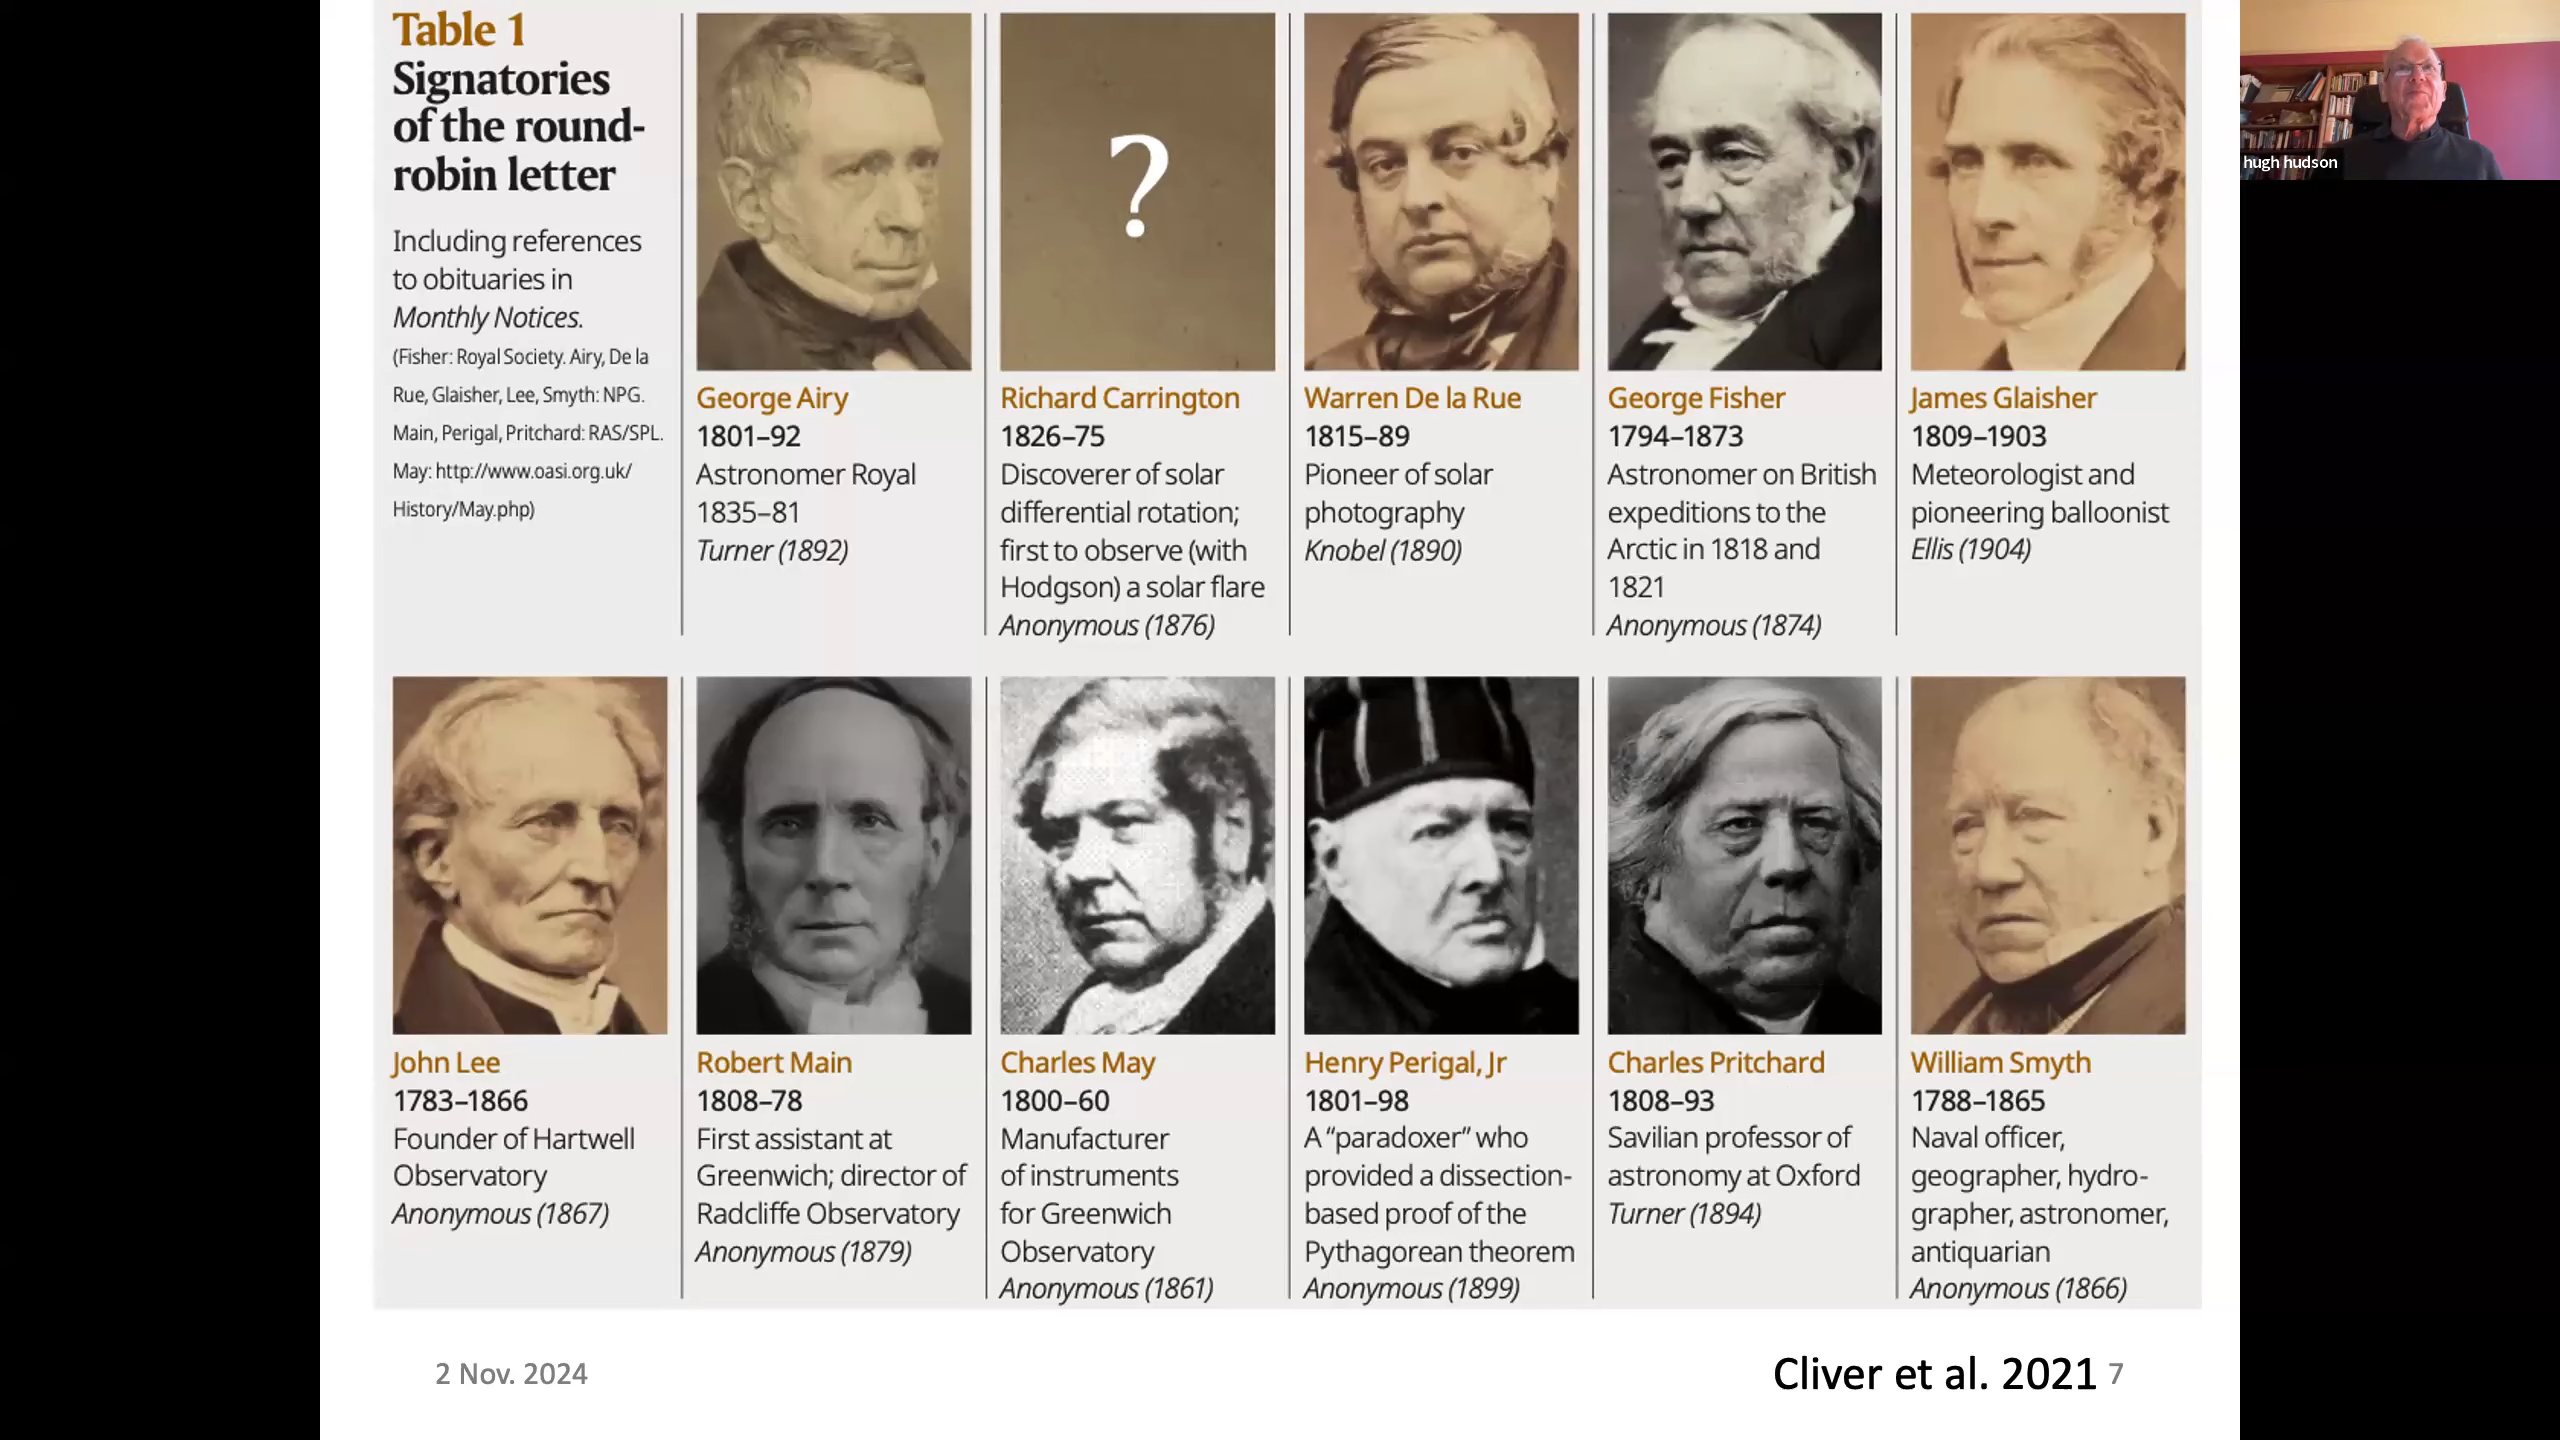 Table 1
Signatories
of the round-
robin letter
Including references
to obituaries in
Monthly Notices.
(Fisher: Royal Society. Airy, De la
Rue, Glaisher, Lee, Smyth: NPG.
Main, Perigal, Pritchard: RAS/SPL.
May: http://www.oasi.org.uk/
History/May.php)
George Airy
1801–92
Astronomer Royal
1835–81
Turner (1892)
?
Richard Carrington
1826–75
Discoverer of solar
differential rotation;
first to observe (with
Hodgson) a solar flare
Anonymous (1876)
Warren De la Rue
1815–89
Pioneer of solar
photography
Knobel (1890)
George Fisher
1794–1873
Astronomer on British
expeditions to the
Arctic in 1818 and
1821
Anonymous (1874)
James Glaisher
1809–1903
Meteorologist and
pioneering balloonist
Ellis (1904)
hugh hudson
John Lee
1783–1866
Founder of Hartwell
Observatory
Anonymous (1867)
Robert Main
1808–78
First assistant at
Greenwich; director of
Radcliffe Observatory
Anonymous (1879)
Charles May
1800–60
Manufacturer
of instruments
for Greenwich
Observatory
Anonymous (1861)
Henry Perigal, Jr
1801–98
A “paradoxer” who
provided a dissection-
based proof of the
Pythagorean theorem
Anonymous (1899)
Charles Pritchard
1808–93
Savilian professor of
astronomy at Oxford
Turner (1894)
William Smyth
1788–1865
Naval officer,
geographer, hydro-
grapher, astronomer,
antiquarian
Anonymous (1866)
2 Nov. 2024
Cliver et al. 2021 7